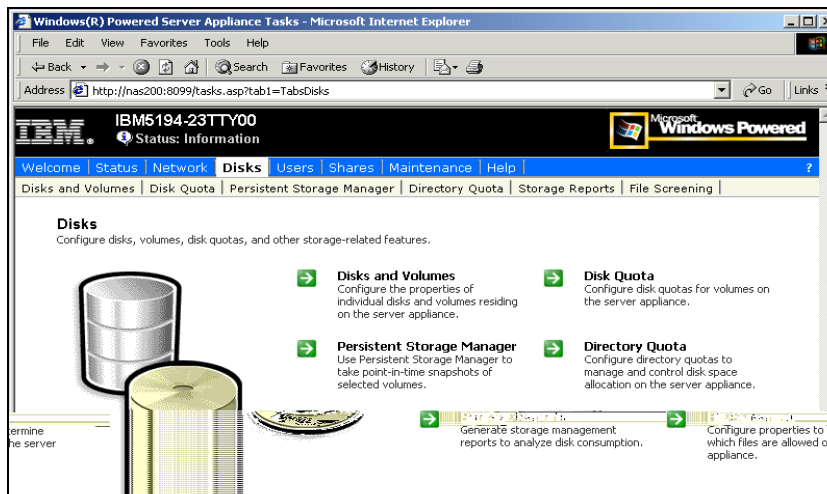 Windows(R) Powered Server Appliance Tasks - Microsoft Internet Explorer
File Edit View Favorites Tools Help
Back Search Favorites History
Address http://nas200:8099/tasks.asp?tab1=TabsDisks Go Links
IBM. IBM5194-23TTY00 Microsoft
Status: Information Windows Powered
Welcome Status Network Disks Users Shares Maintenance Help ?
Disks and Volumes Disk Quota Persistent Storage Manager Directory Quota Storage Reports File Screening
Disks
Configure disks, volumes, disk quotas, and other storage-related features.
Disks and Volumes
Configure the properties of
individual disks and volumes residing
on the server appliance.
Disk Quota
Configure disk quotas for volumes on
the server appliance.
Persistent Storage Manager
Use Persistent Storage Manager to
take point-in-time snapshots of
selected volumes.
Directory Quota
Configure directory quotas to
manage and control disk space
allocation on the server appliance.
termine
he server
Generate storage management
reports to analyze disk consumption.
Configure properties to
which files are allowed o
appliance.